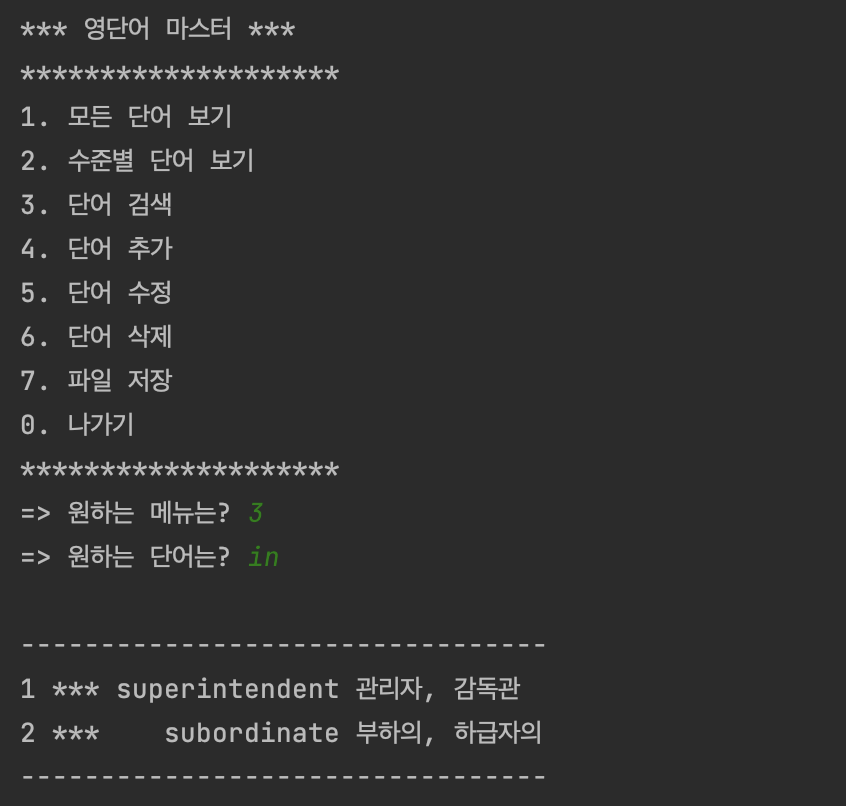 *** 영단어 마스터 ***
********************
1. 모든 단어 보기
2. 수준별 단어 보기
3. 단어 검색
4. 단어 추가
5. 단어 수정
6. 단어 삭제
7. 파일 저장
0. 나가기
********************
=> 원하는 메뉴는? 3
=> 원하는 단어는? in
---------------------------------
1 *** superintendent 관리자, 감독관
2 ***    subordinate 부하의, 하급자의
---------------------------------